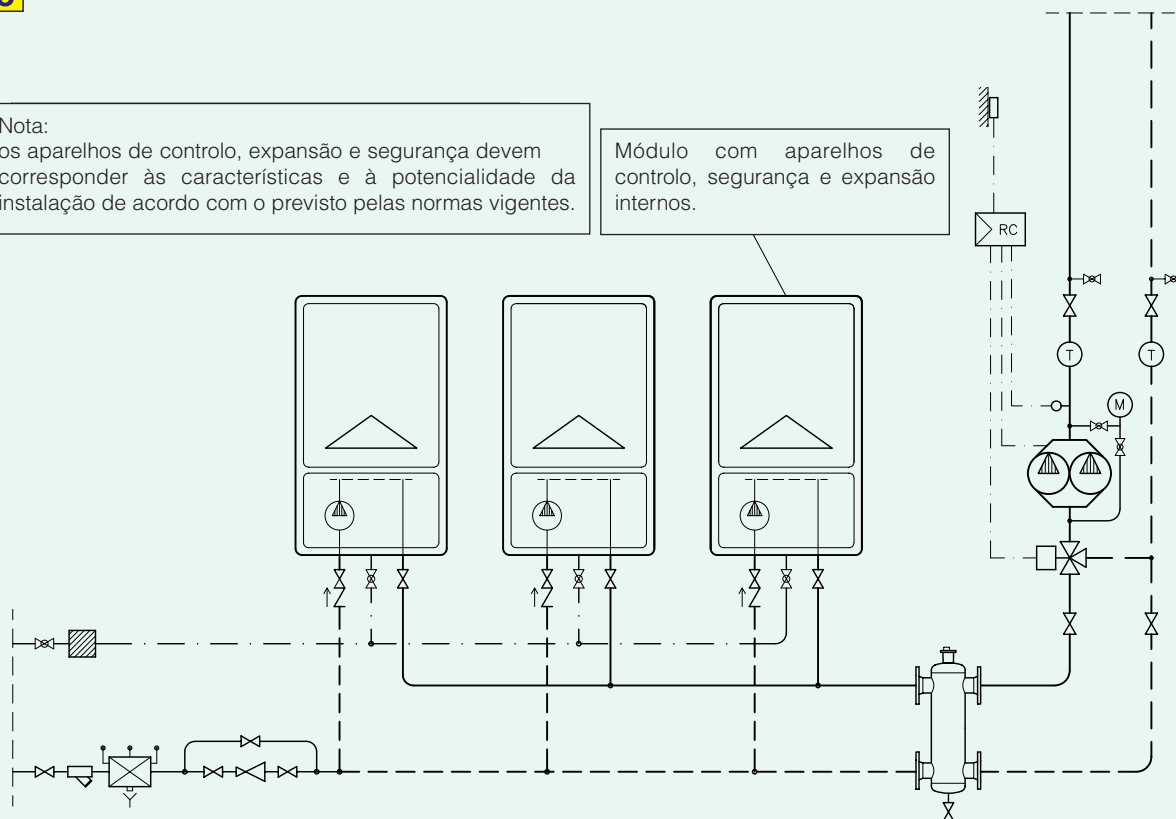 Nota:
os aparelhos de controlo, expansão e segurança devem
corresponder às características e à potencialidade da
instalação de acordo com o previsto pelas normas vigentes.
Módulo com aparelhos de
controlo, segurança e expansão
internos.
RC
T
T
M